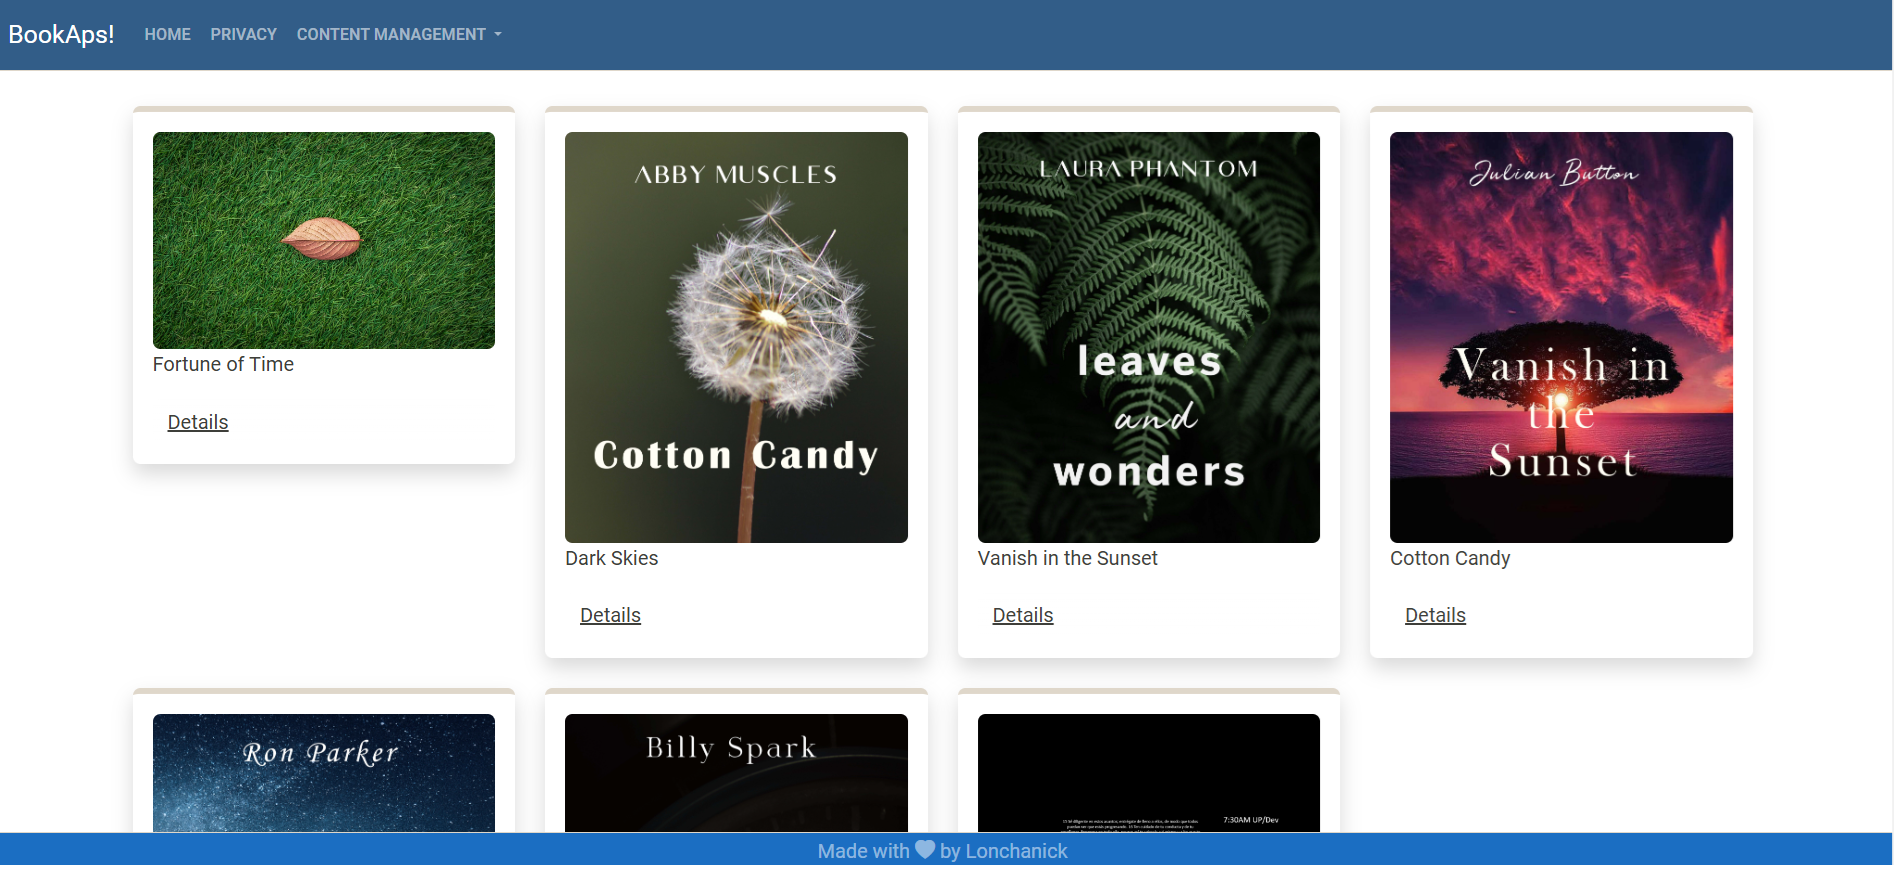 BookAps!
HOME
PRIVACY
CONTENT MANAGEMENT
Fortune of Time
Details
ABBY MUSCLES
Cotton Candy
Dark Skies
Details
LAURA PHANTOM
leaves
and
wonders
Vanish in the Sunset
Details
Julian Button
Vanish in
the
Sunset
Cotton Candy
Details
Ron Parker
Billy Spark
7:30AM UP/Dev
Made with by Lonchanick